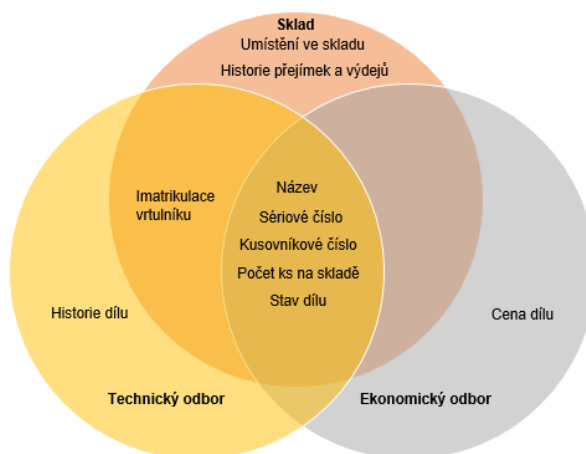 Sklad
Umístění ve skladu
Historie přejímek a výdejů
Imatrikulace
vrtulníku
Název
Sériové číslo
Kusovníkové číslo
Počet ks na skladě
Stav dílu
Historie dílu
Cena dílu
Technický odbor
Ekonomický odbor